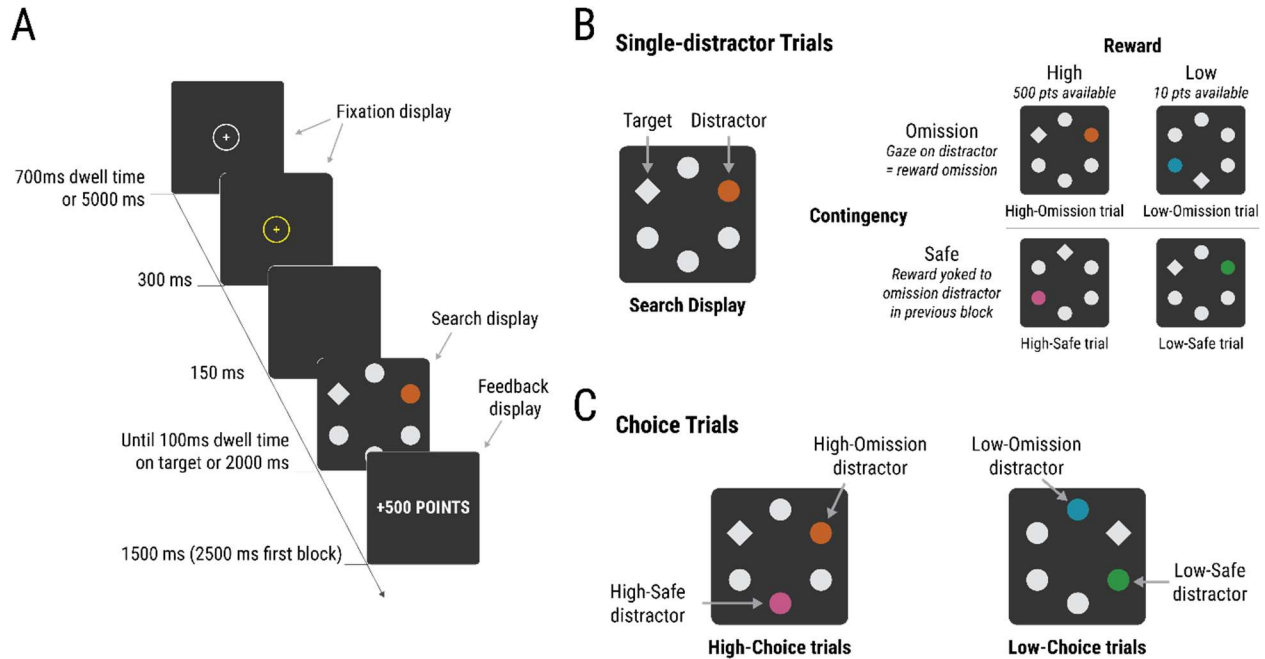 A
Fixation display
700ms dwell time
or 5000 ms
300 ms
Search display
150 ms
Feedback
display
Until 100ms dwell time
on target or 2000 ms
+500 POINTS
1500 ms (2500 ms first block)
B
Single-distractor Trials
Target
Distractor
Search Display
Reward
High
500 pts available
Low
10 pts available
Contingency
Omission
Gaze on distractor
= reward omission
High-Omission trial
Low-Omission trial
Safe
Reward yoked to
omission distractor
in previous block
High-Safe trial
Low-Safe trial
C
Choice Trials
High-Omission
distractor
High-Safe
distractor
High-Choice trials
Low-Omission
distractor
Low-Safe
distractor
Low-Choice trials